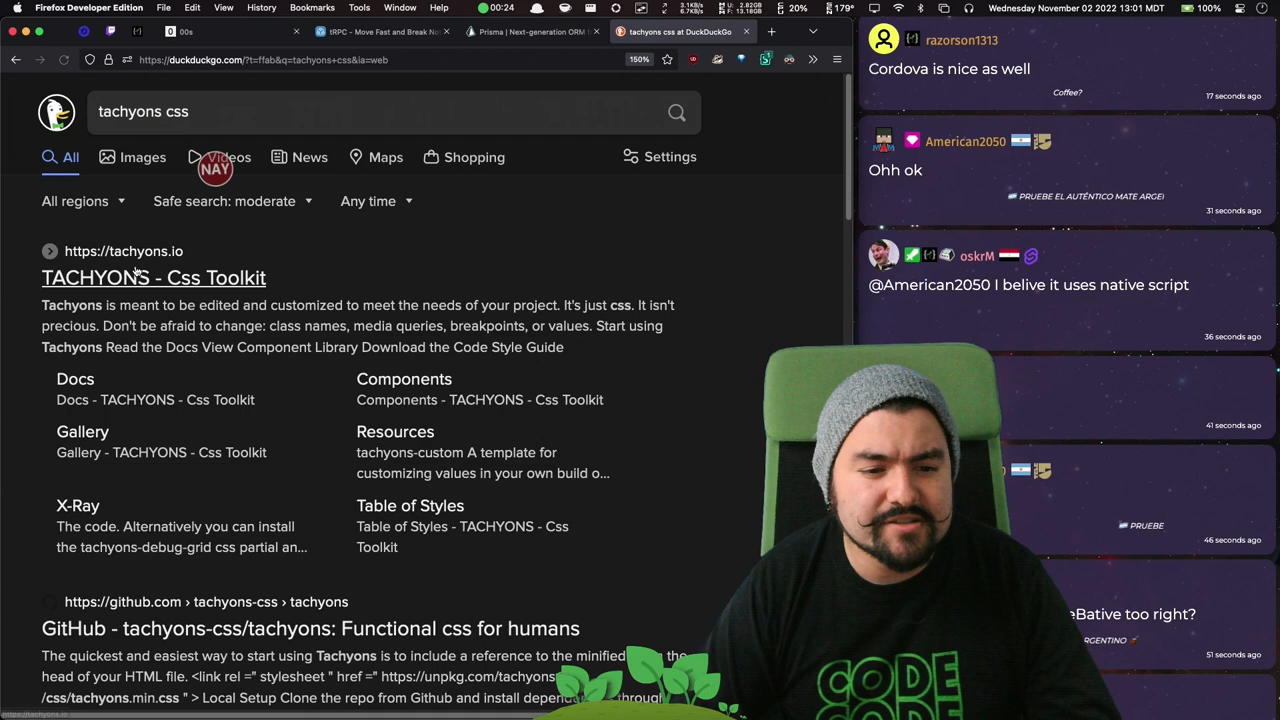 Firefox Developer Edition File Edit View History Bookmarks Tools Window Help 00:24 20% 179° Wednesday November 02 2022 13:01 MDT 100%
00s
tRPC - Move Fast and Break No
Prisma | Next-generation ORM
tachyons css at DuckDuckGo
https://duckduckgo.com/?t=ffab&q=tachyons+css&ia=web
150%
tachyons css
All Images Videos News Maps Shopping Settings
NAY
All regions Safe search: moderate Any time
https://tachyons.io
TACHYONS - Css Toolkit
Tachyons is meant to be edited and customized to meet the needs of your project. It's just css. It isn't
precious. Don't be afraid to change: class names, media queries, breakpoints, or values. Start using
Tachyons Read the Docs View Component Library Download the Code Style Guide
Docs
Docs - TACHYONS - Css Toolkit
Components
Components - TACHYONS - Css Toolkit
Gallery
Gallery - TACHYONS - Css Toolkit
Resources
tachyons-custom A template for
customizing values in your own build o...
X-Ray
The code. Alternatively you can install
the tachyons-debug-grid css partial an...
Table of Styles
Table of Styles - TACHYONS - Css
Toolkit
https://github.com › tachyons-css › tachyons
GitHub - tachyons-css/tachyons: Functional css for humans
The quickest and easiest way to start using Tachyons is to include a reference to the minified
head of your HTML file. <link rel =" stylesheet " href =" https://unpkg.com/tachyons
/css/tachyons.min.css " > Local Setup Clone the repo from Github and install through
https://tachyons.io
razorson1313
Cordova is nice as well
Coffee?
17 seconds ago
American2050
Ohh ok
PRUEBE EL AUTÉNTICO MATE ARGE
31 seconds ago
oskrM
@American2050 I belive it uses native script
36 seconds ago
41 seconds ago
PRUEBE
46 seconds ago
eBative too right?
RGENTINO
51 seconds ago
CODE
CODE